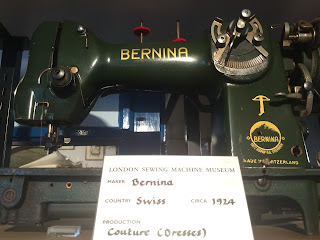 BERNINA
BERNINA
MADE IN SWITZERLAND
LONDON SEWING MACHINE MUSEUM
MAKER Bernina
COUNTRY Swiss CIRCA 1924
PRODUCTION
Couture (Dresses)